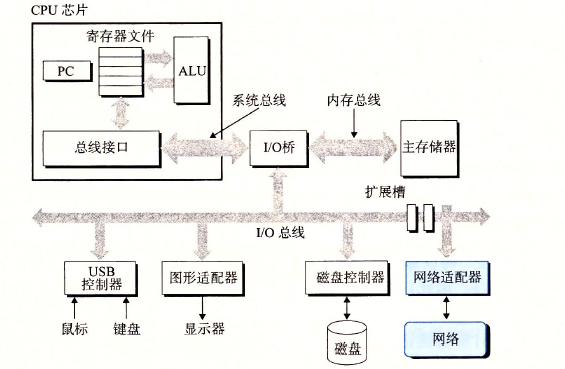 CPU 芯片
寄存器文件
PC
ALU
系统总线
内存总线
总线接口
I/O桥
主存储器
扩展槽
I/O 总线
USB
控制器
图形适配器
磁盘控制器
网络适配器
鼠标
键盘
显示器
磁盘
网络